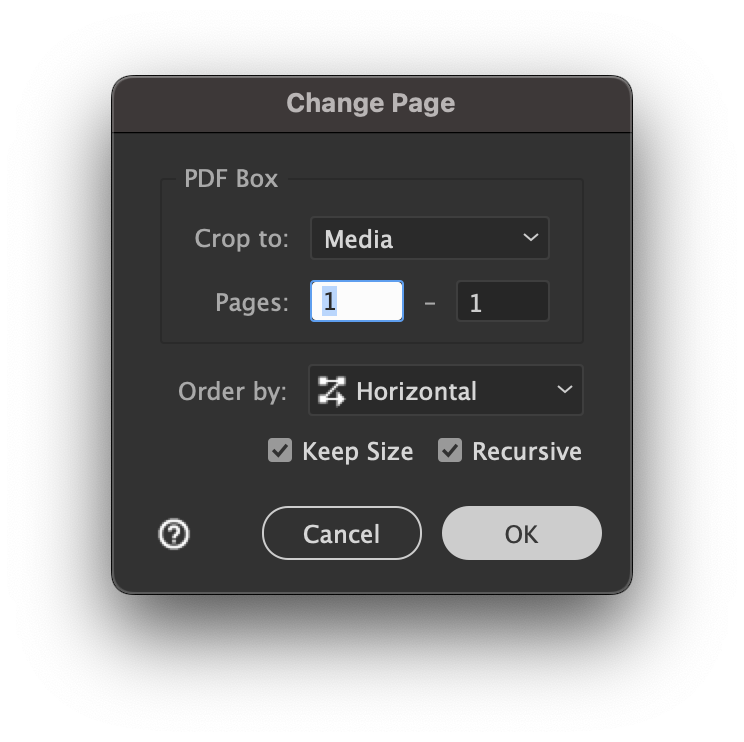 Change Page
PDF Box
Crop to: Media
Pages: 1 – 1
Order by: Horizontal
Keep Size Recursive
? Cancel OK